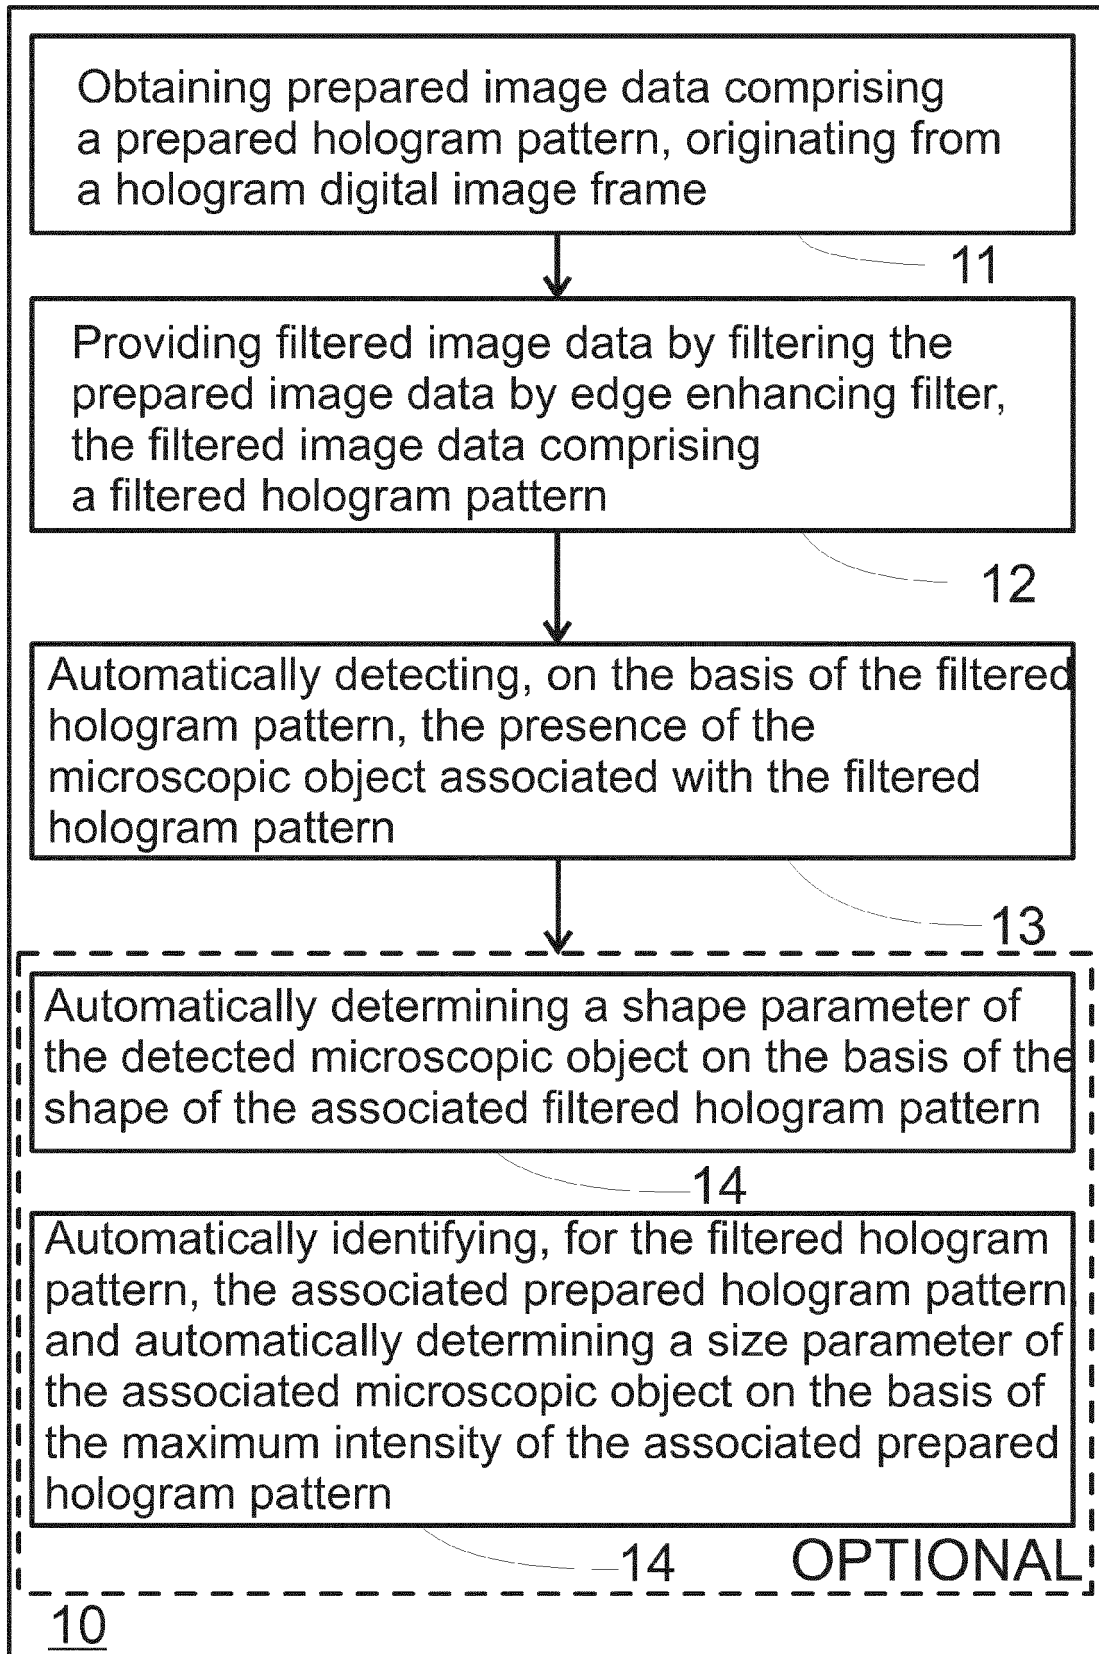 Obtaining prepared image data comprising
a prepared hologram pattern, originating from
a hologram digital image frame
11
Providing filtered image data by filtering the
prepared image data by edge enhancing filter,
the filtered image data comprising
a filtered hologram pattern
12
Automatically detecting, on the basis of the filtered
hologram pattern, the presence of the
microscopic object associated with the filtered
hologram pattern
13
Automatically determining a shape parameter of
the detected microscopic object on the basis of the
shape of the associated filtered hologram pattern
14
Automatically identifying, for the filtered hologram
pattern, the associated prepared hologram pattern
and automatically determining a size parameter of
the associated microscopic object on the basis of
the maximum intensity of the associated prepared
hologram pattern
14
OPTIONAL
10